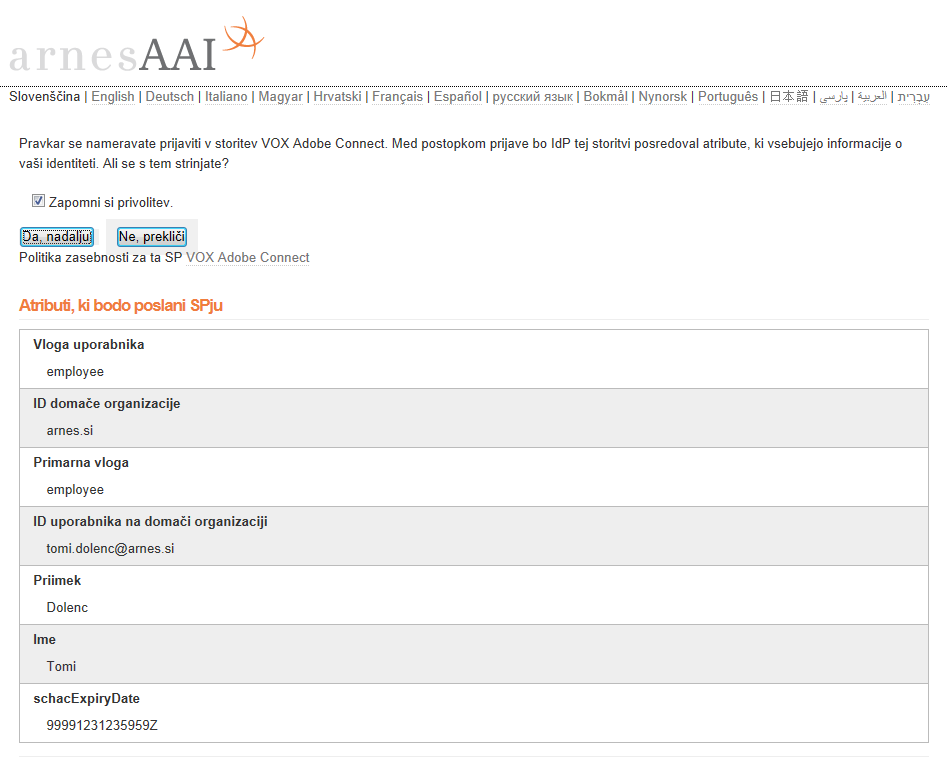 arnesAAI
Slovenščina | English | Deutsch | Italiano | Magyar | Hrvatski | Français | Español | русский язык | Bokmål | Nynorsk | Português | 日本語 | پارسی | العربية | עִבְרִית
Pravkar se nameravate prijaviti v storitev VOX Adobe Connect. Med postopkom prijave bo IdP tej storitvi posredoval atribute, ki vsebujejo informacije o
vaši identiteti. Ali se s tem strinjate?
Zapomni si privolitev.
Da, nadaljuj Ne, prekliči
Politika zasebnosti za ta SP VOX Adobe Connect
Atributi, ki bodo poslani SPju
Vloga uporabnika
employee
ID domače organizacije
arnes.si
Primarna vloga
employee
ID uporabnika na domači organizaciji
tomi.dolenc@arnes.si
Priimek
Dolenc
Ime
Tomi
schacExpiryDate
99991231235959Z